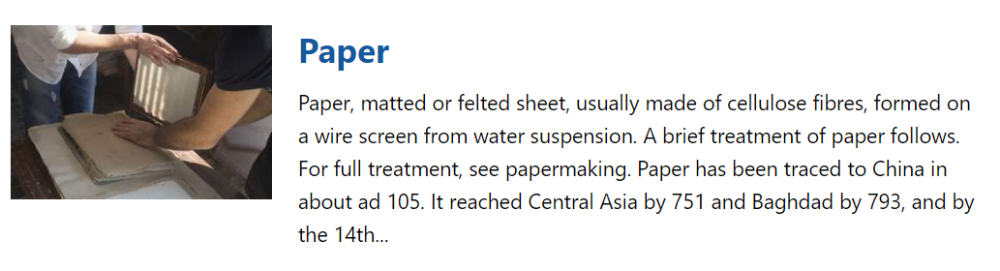 Paper
Paper, matted or felted sheet, usually made of cellulose fibres, formed on
a wire screen from water suspension. A brief treatment of paper follows.
For full treatment, see papermaking. Paper has been traced to China in
about ad 105. It reached Central Asia by 751 and Baghdad by 793, and by
the 14th...